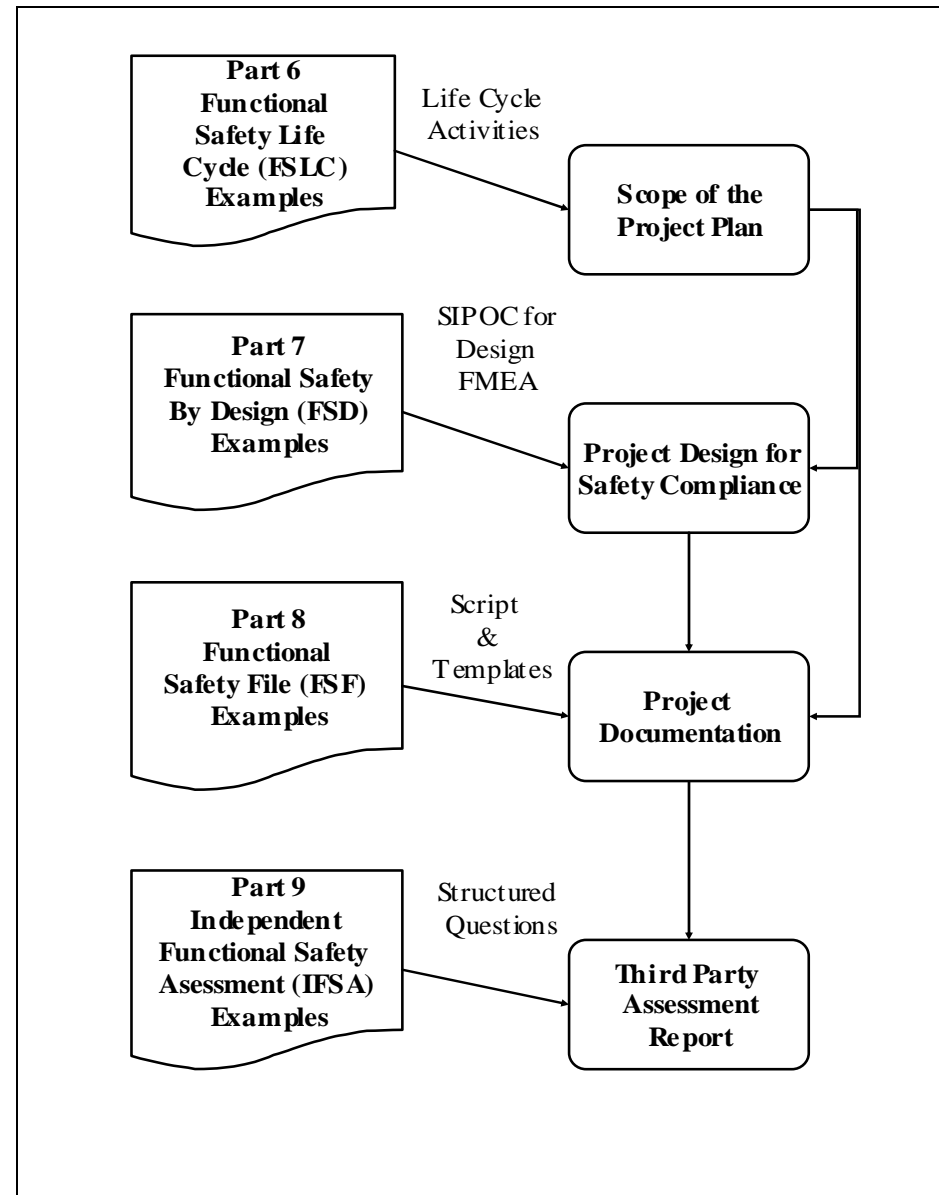 Part 6
Functional
Safety Life
Cycle (FSLC)
Examples
Life Cycle
Activities
Scope of the
Project Plan
Part 7
Functional Safety
By Design (FSD)
Examples
SIPOC for
Design
FMEA
Project Design for
Safety Compliance
Part 8
Functional
Safety File (FSF)
Examples
Script
&
Templates
Project
Documentation
Part 9
Independent
Functional Safety
Asessment (IFSA)
Examples
Structured
Questions
Third Party
Assessment
Report